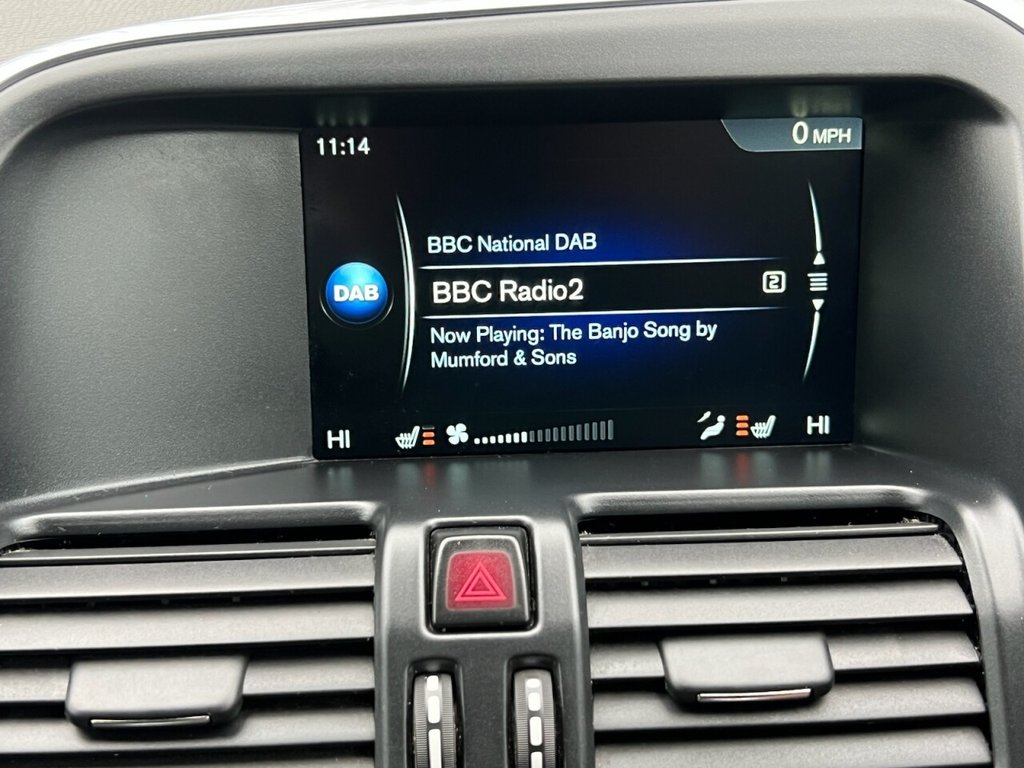 11:14
0 MPH
BBC National DAB
DAB
BBC Radio2
2
Now Playing: The Banjo Song by
Mumford & Sons
HI
HI